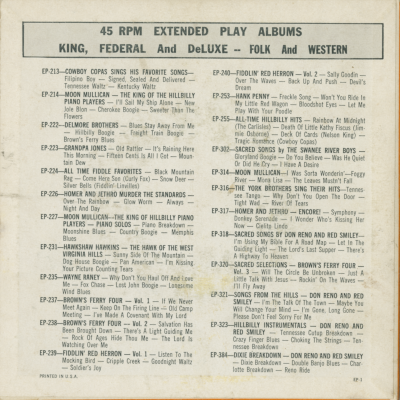 45 RPM EXTENDED PLAY ALBUMS
KING, FEDERAL And DeLUXE -- FOLK And WESTERN
EP-213—COWBOY COPAS SINGS HIS FAVORITE SONGS—
Filipino Boy — Signed, Sealed And Delivered —
Tennessee Waltz — Kentucky Waltz
EP-214—MOON MULLICAN — THE KING OF THE HILLBILLY
PIANO PLAYERS — I'll Sail My Ship Alone — New
Jole Blon — Cherokee Boogie — Sweeter Than The
Flowers
EP-222—DELMORE BROTHERS — Blues Stay Away From Me
— Hillbilly Boogie — Freight Train Boogie —
Brown's Ferry Blues
EP-223—GRANDPA JONES — Old Rattler — It's Raining Here
This Morning — Fifteen Cents Is All I Got — Moun-
tain Dew
EP-224—ALL TIME FIDDLE FAVORITES — Black Mountain
Rag — Come Here Son (Curly Fox) — Snow Deer —
Silver Bells (Fiddlin' Linvilles)
EP-226—HOMER AND JETHRO MURDER THE STANDARDS —
Over The Rainbow — Glow Worm — Always —
Night And Day
EP-227—MOON MULLICAN—THE KING OF HILLBILLY PIANO
PLAYERS — PIANO SOLOS — Piano Breakdown —
Moonshine Blues — Country Boogie — Memphis
Blues
EP-231—HAWKSHAW HAWKINS — THE HAWK OF THE WEST
VIRGINIA HILLS — Sunny Side Of The Mountain —
Dog House Boogie — Pan American — I'm Kissing
Your Picture Counting Tears
EP-235—WAYNE RANEY — Why Don't You Haul Off And Love
Me — Fox Chase — Lost John Boogie — Lonesome
Wind Blues
EP-237—BROWN'S FERRY FOUR — Vol. 1 — If We Never
Meet Again — Keep On The Firing Line — Old Camp
Meeting — I've Made A Covenant With My Lord
EP-238—BROWN'S FERRY FOUR — Vol. 2 — Salvation Has
Been Brought Down — There's A Light Guiding Me
— Rock Of Ages Hide Thou Me — The Lord Is
Watching Over Me
EP-239—FIDDLIN' RED HERRON — Vol. 1 — Listen To The
Mocking Bird — Cripple Creek — Goodnight Waltz
— Soldier's Joy
PRINTED IN U.S.A.
EP-240—FIDDLIN' RED HERRON — Vol. 2 — Sally Goodin —
Over The Waves — Back Up And Push — Devil's
Dream
EP-253—HANK PENNY — Freckle Song — Won't You Ride In
My Little Red Wagon — Bloodshot Eyes — Let Me
Play With Your Poodle
EP-255—ALL-TIME HILLBILLY HITS — Rainbow At Midnight
(The Carlisles) — Death Of Little Kathy Fiscus (Jim-
mie Osborne) — Deck Of Cards (Nelson King) —
Tragic Romance (Cowboy Copas)
EP-302—SACRED SONGS by THE SWANEE RIVER BOYS —
Gloryland Boogie — Do You Believe — Was He Quiet
Or Did He Cry — I Have A Desire
EP-314—MOON MULLICAN—I Was Sorta Wonderin'—Foggy
River — Mona Lisa — The Leaves Mustn't Fall
EP-316—THE YORK BROTHERS SING THEIR HITS—Tennes-
see Tango — Why Don't You Open The Door —
Tight Wad — River Of Tears
EP-317—HOMER And JETHRO — ENCORE! — Symphony —
Donkey Serenade — I Wonder Who's Kissing Her
Now — Cielito Lindo
EP-318—SACRED SONGS BY DON RENO AND RED SMILEY—
I'm Using My Bible For A Road Map — Let In The
Guiding Light — The Lord's Last Supper — There's
A Highway To Heaven
EP-320—SACRED SELECTIONS — BROWN'S FERRY FOUR —
Vol. 3 — Will The Circle Be Unbroken — Just A
Little Talk With Jesus — Rockin' On The Waves
— I'll Fly Away
EP-321—SONGS FROM THE HILLS — DON RENO AND RED
SMILEY — I'm The Talk Of The Town — Maybe You
Will Change Your Mind — I'm Gone, Long Gone —
Please Don't Feel Sorry For Me
EP-323—HILLBILLY INSTRUMENTALS — DON RENO AND
RED SMILEY — Tennessee Cutup Breakdown —
Crazy Finger Blues — Choking The Strings — Ten-
nessee Breakdown
EP-384—DIXIE BREAKDOWN — DON RENO AND RED SMILEY
— Dixie Breakdown — Double Banjo Blues — Char-
lotte Breakdown — Reno Ride
EP-1